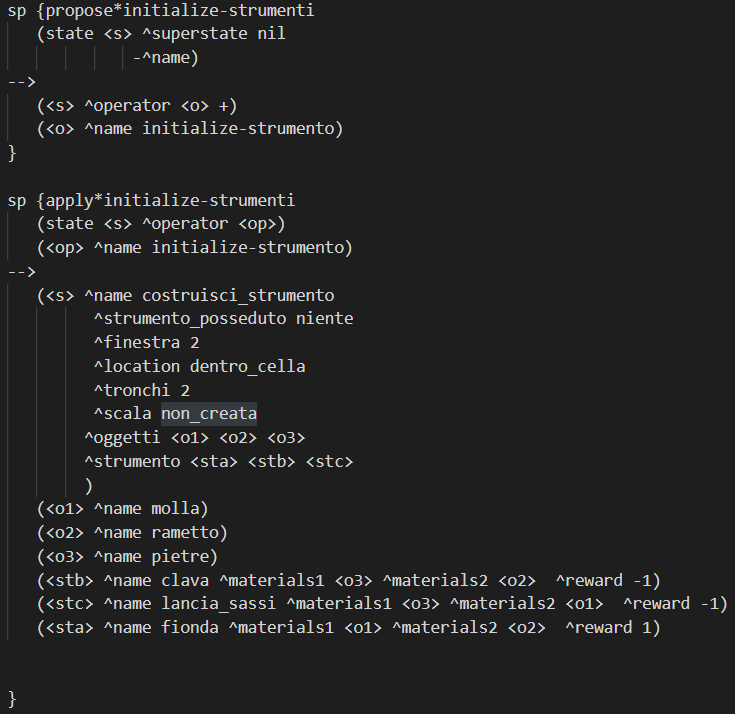 sp {propose*initialize-strumenti
(state <s> ^superstate nil
-^name)
-->
(<s> ^operator <o> +)
(<o> ^name initialize-strumento)
}
sp {apply*initialize-strumenti
(state <s> ^operator <op>)
(<op> ^name initialize-strumento)
-->
(<s> ^name costruisci_strumento
^strumento_posseduto niente
^finestra 2
^location dentro_cella
^tronchi 2
^scala non_creata
^oggetti <o1> <o2> <o3>
^strumento <sta> <stb> <stc>
)
(<o1> ^name molla)
(<o2> ^name rametto)
(<o3> ^name pietre)
(<stb> ^name clava ^materials1 <o3> ^materials2 <o2>  ^reward -1)
(<stc> ^name lancia_sassi ^materials1 <o3> ^materials2 <o1>  ^reward -1)
(<sta> ^name fionda ^materials1 <o1> ^materials2 <o2>  ^reward 1)
}